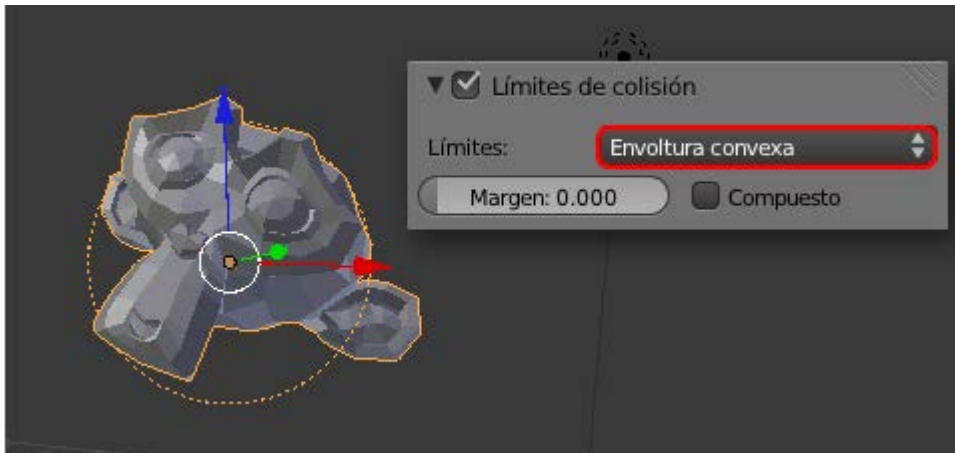 Límites de colisión
Límites: Envoltura convexa
Margen: 0.000 Compuesto